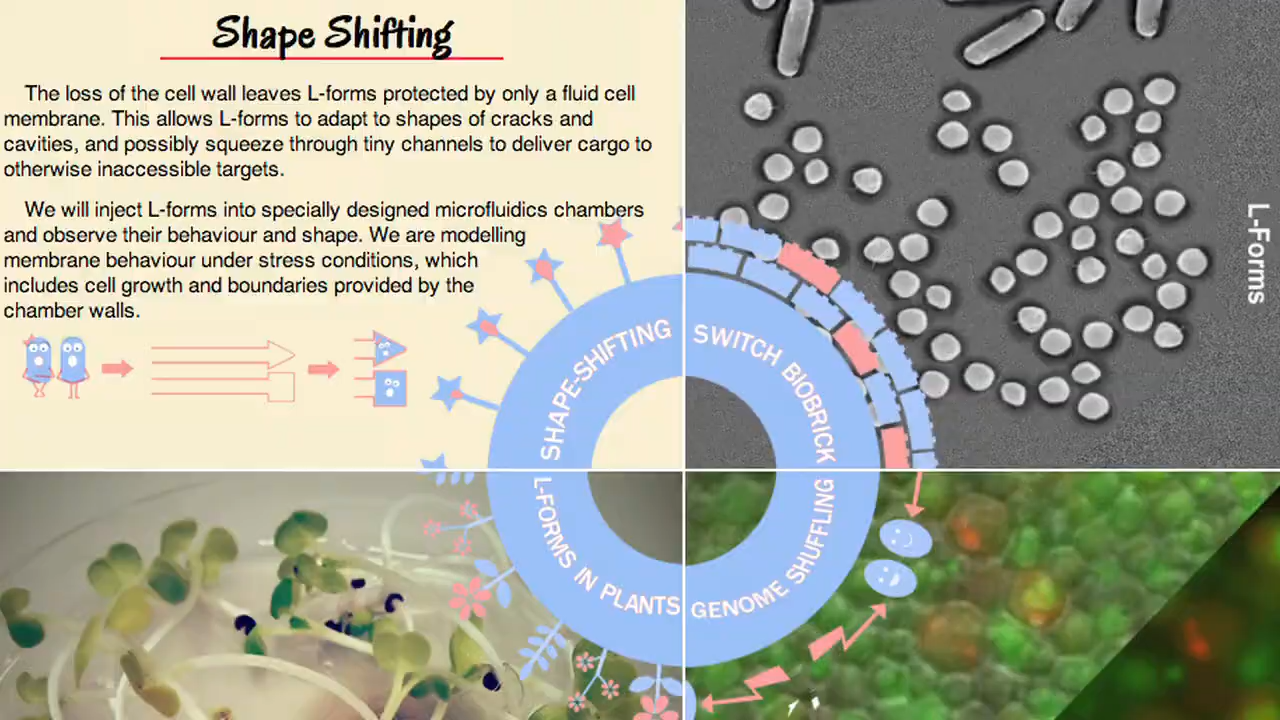 Shape Shifting
The loss of the cell wall leaves L-forms protected by only a fluid cell
membrane. This allows L-forms to adapt to shapes of cracks and
cavities, and possibly squeeze through tiny channels to deliver cargo to
otherwise inaccessible targets.
We will inject L-forms into specially designed microfluidics chambers
and observe their behaviour and shape. We are modelling
membrane behaviour under stress conditions, which
includes cell growth and boundaries provided by the
chamber walls.
L-Forms
SHAPE-SHIFTING
SWITCH BIOBRICK
L-FORMS IN PLANTS
GENOME SHUFFLING